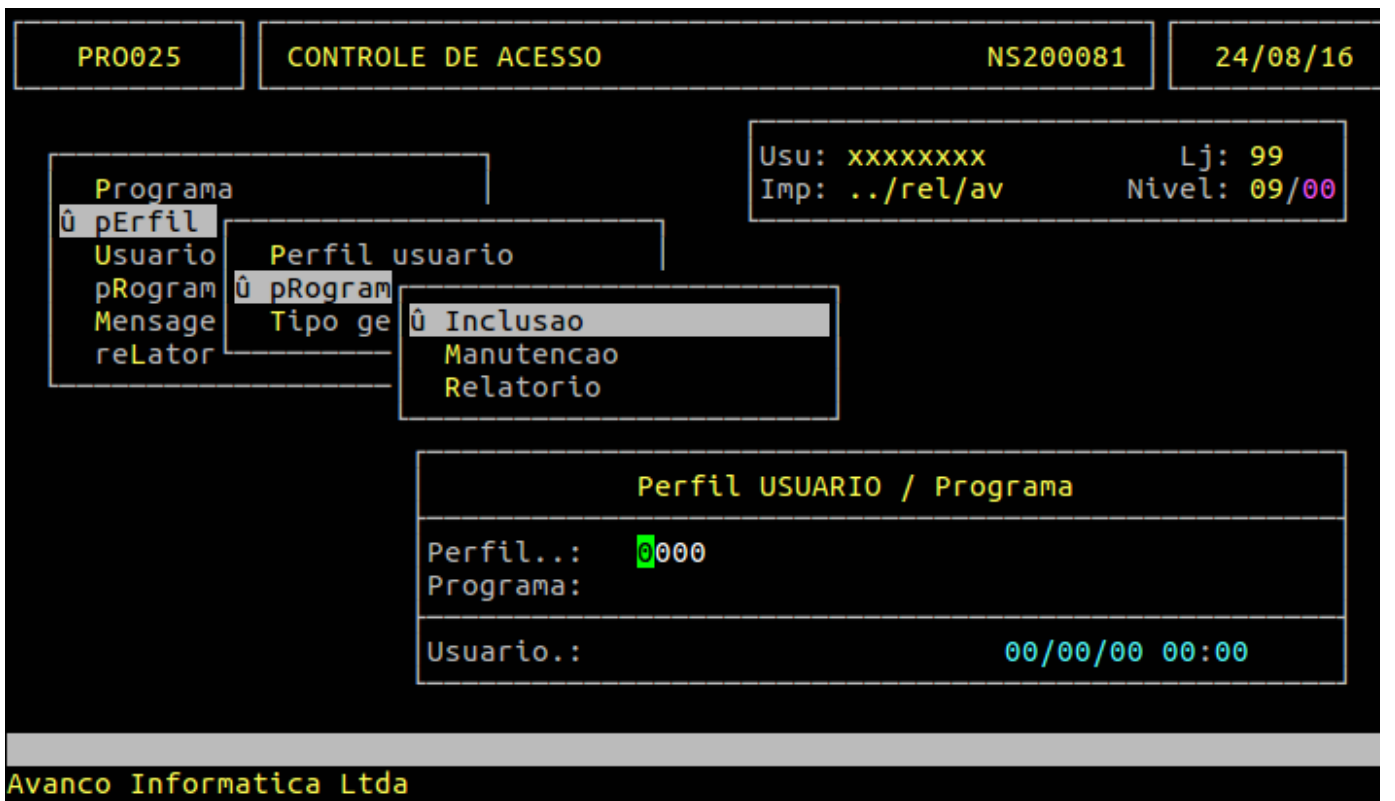 PRO025 CONTROLE DE ACESSO NS200081 24/08/16
Usu: xxxxxxxx Lj: 99
Imp: ../rel/av Nivel: 09/00
Programa
û pErfil
Usuario
pRogram
Mensage
reLator
Perfil usuario
û pRogram
Tipo ge
û Inclusao
Manutencao
Relatorio
Perfil USUARIO / Programa
Perfil..: 0000
Programa:
Usuario.: 00/00/00 00:00
Avanco Informatica Ltda